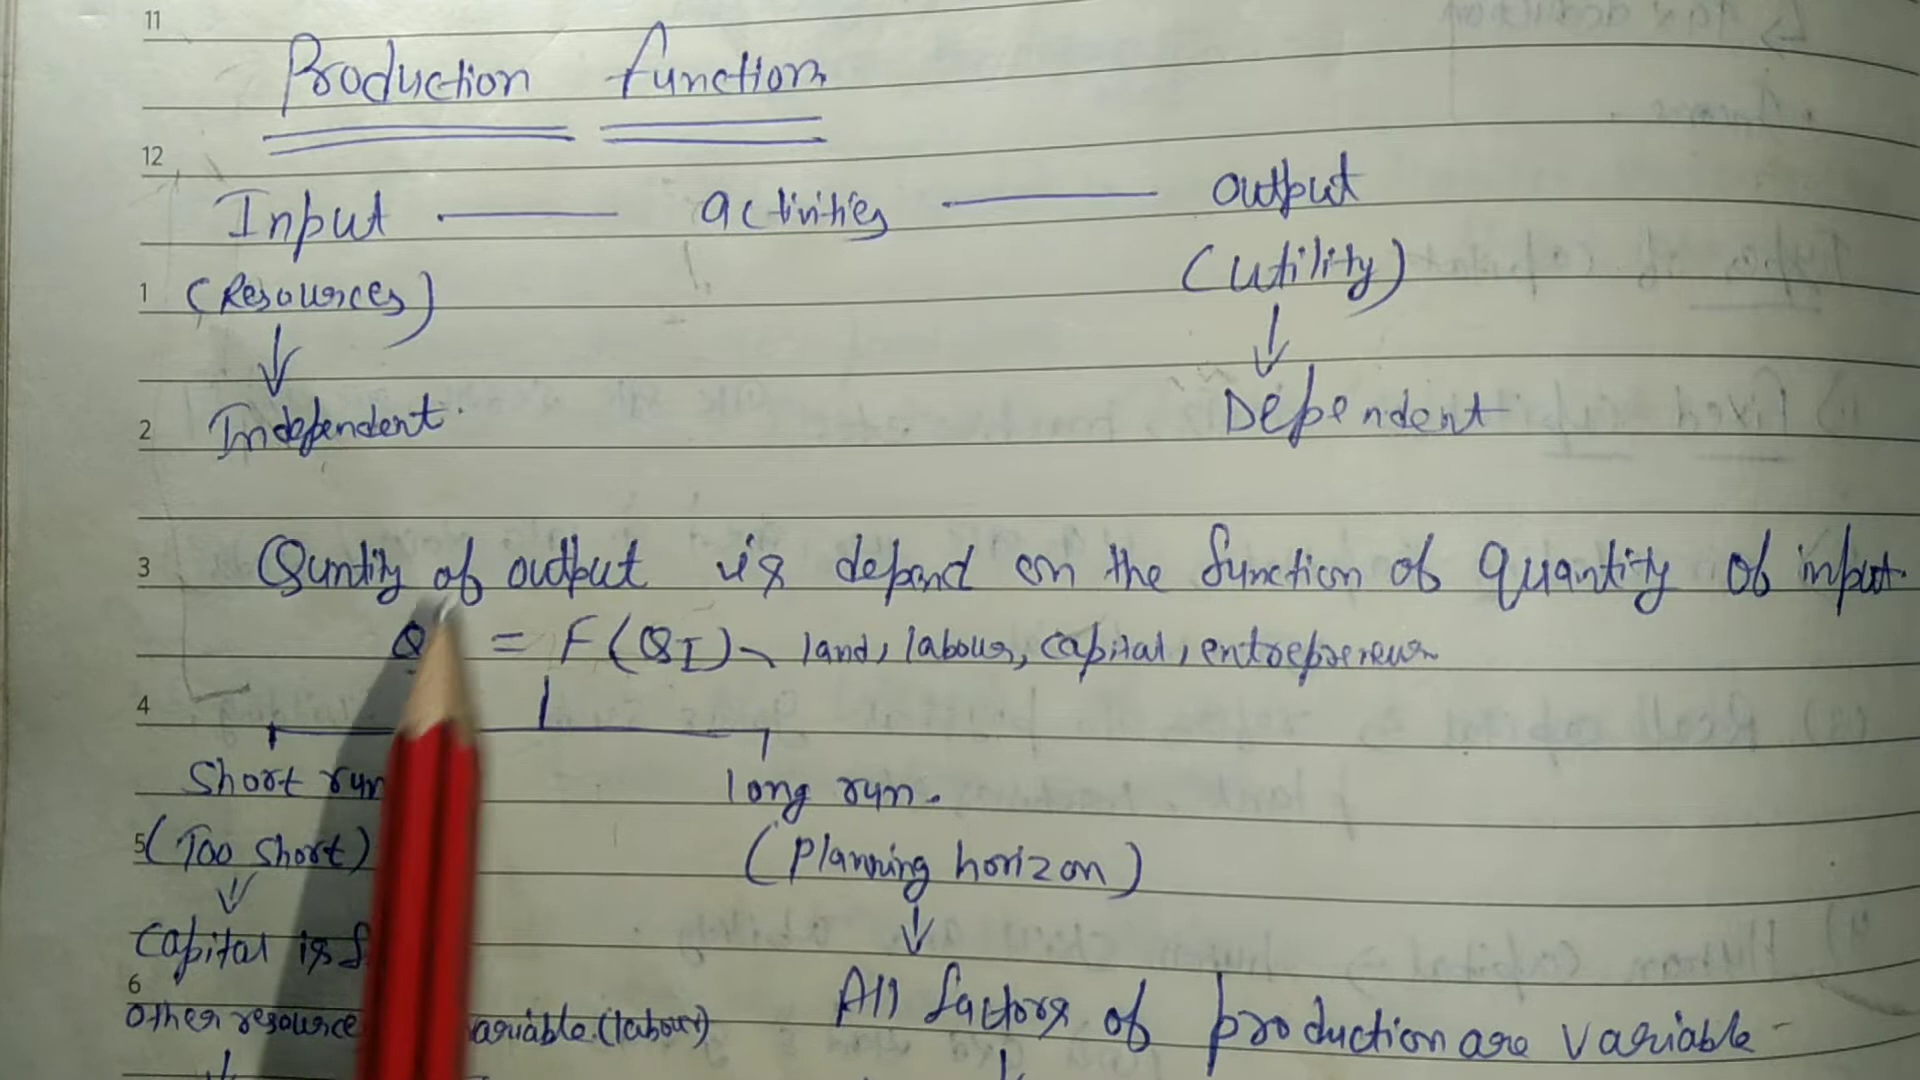 11
Production function
12
Input — activities — output
(Resources) (Utility)
1
↓ ↓
Independent. Dependent
2
3
Quntity of output is depend on the function of quantity of input.
Q = F(QI) land, labour, capital, entrepreneur
4
Short run long run.
5
(Too short) (Planning horizon)
↓ ↓
Capital is f
6
All factors of production are variable
Other resource ariable (labour)